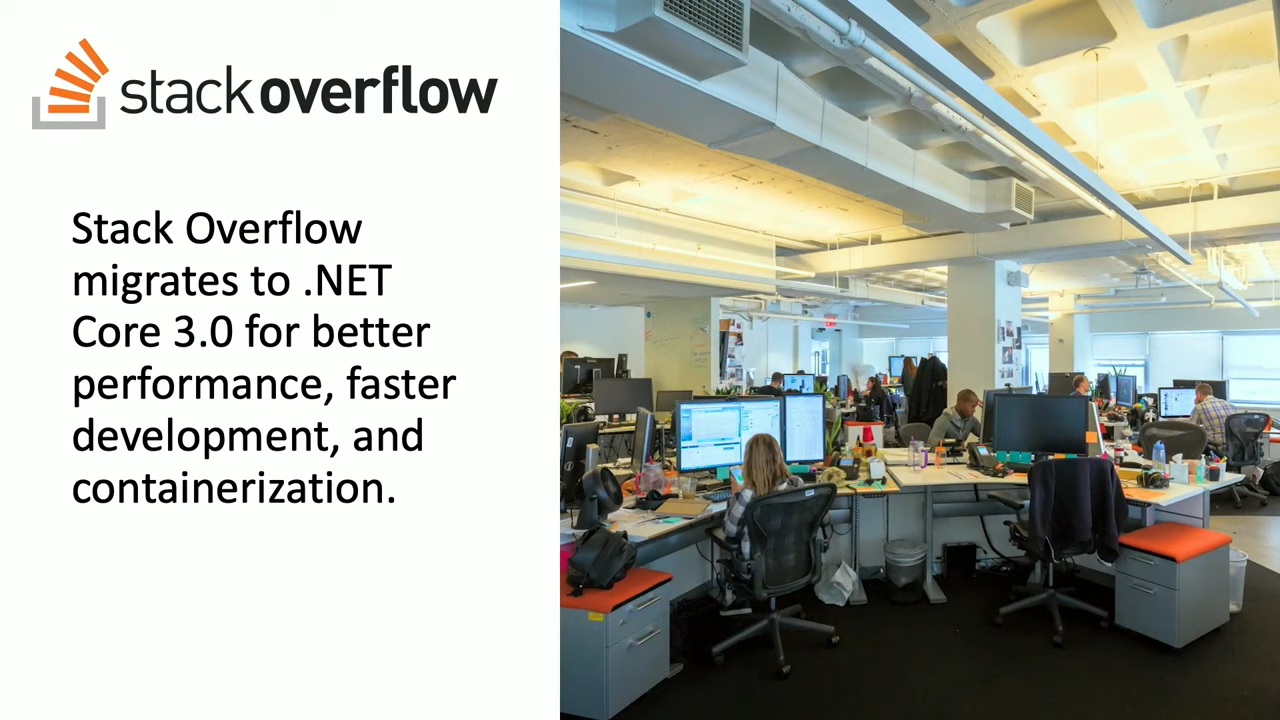 stackoverflow
Stack Overflow
migrates to .NET
Core 3.0 for better
performance, faster
development, and
containerization.